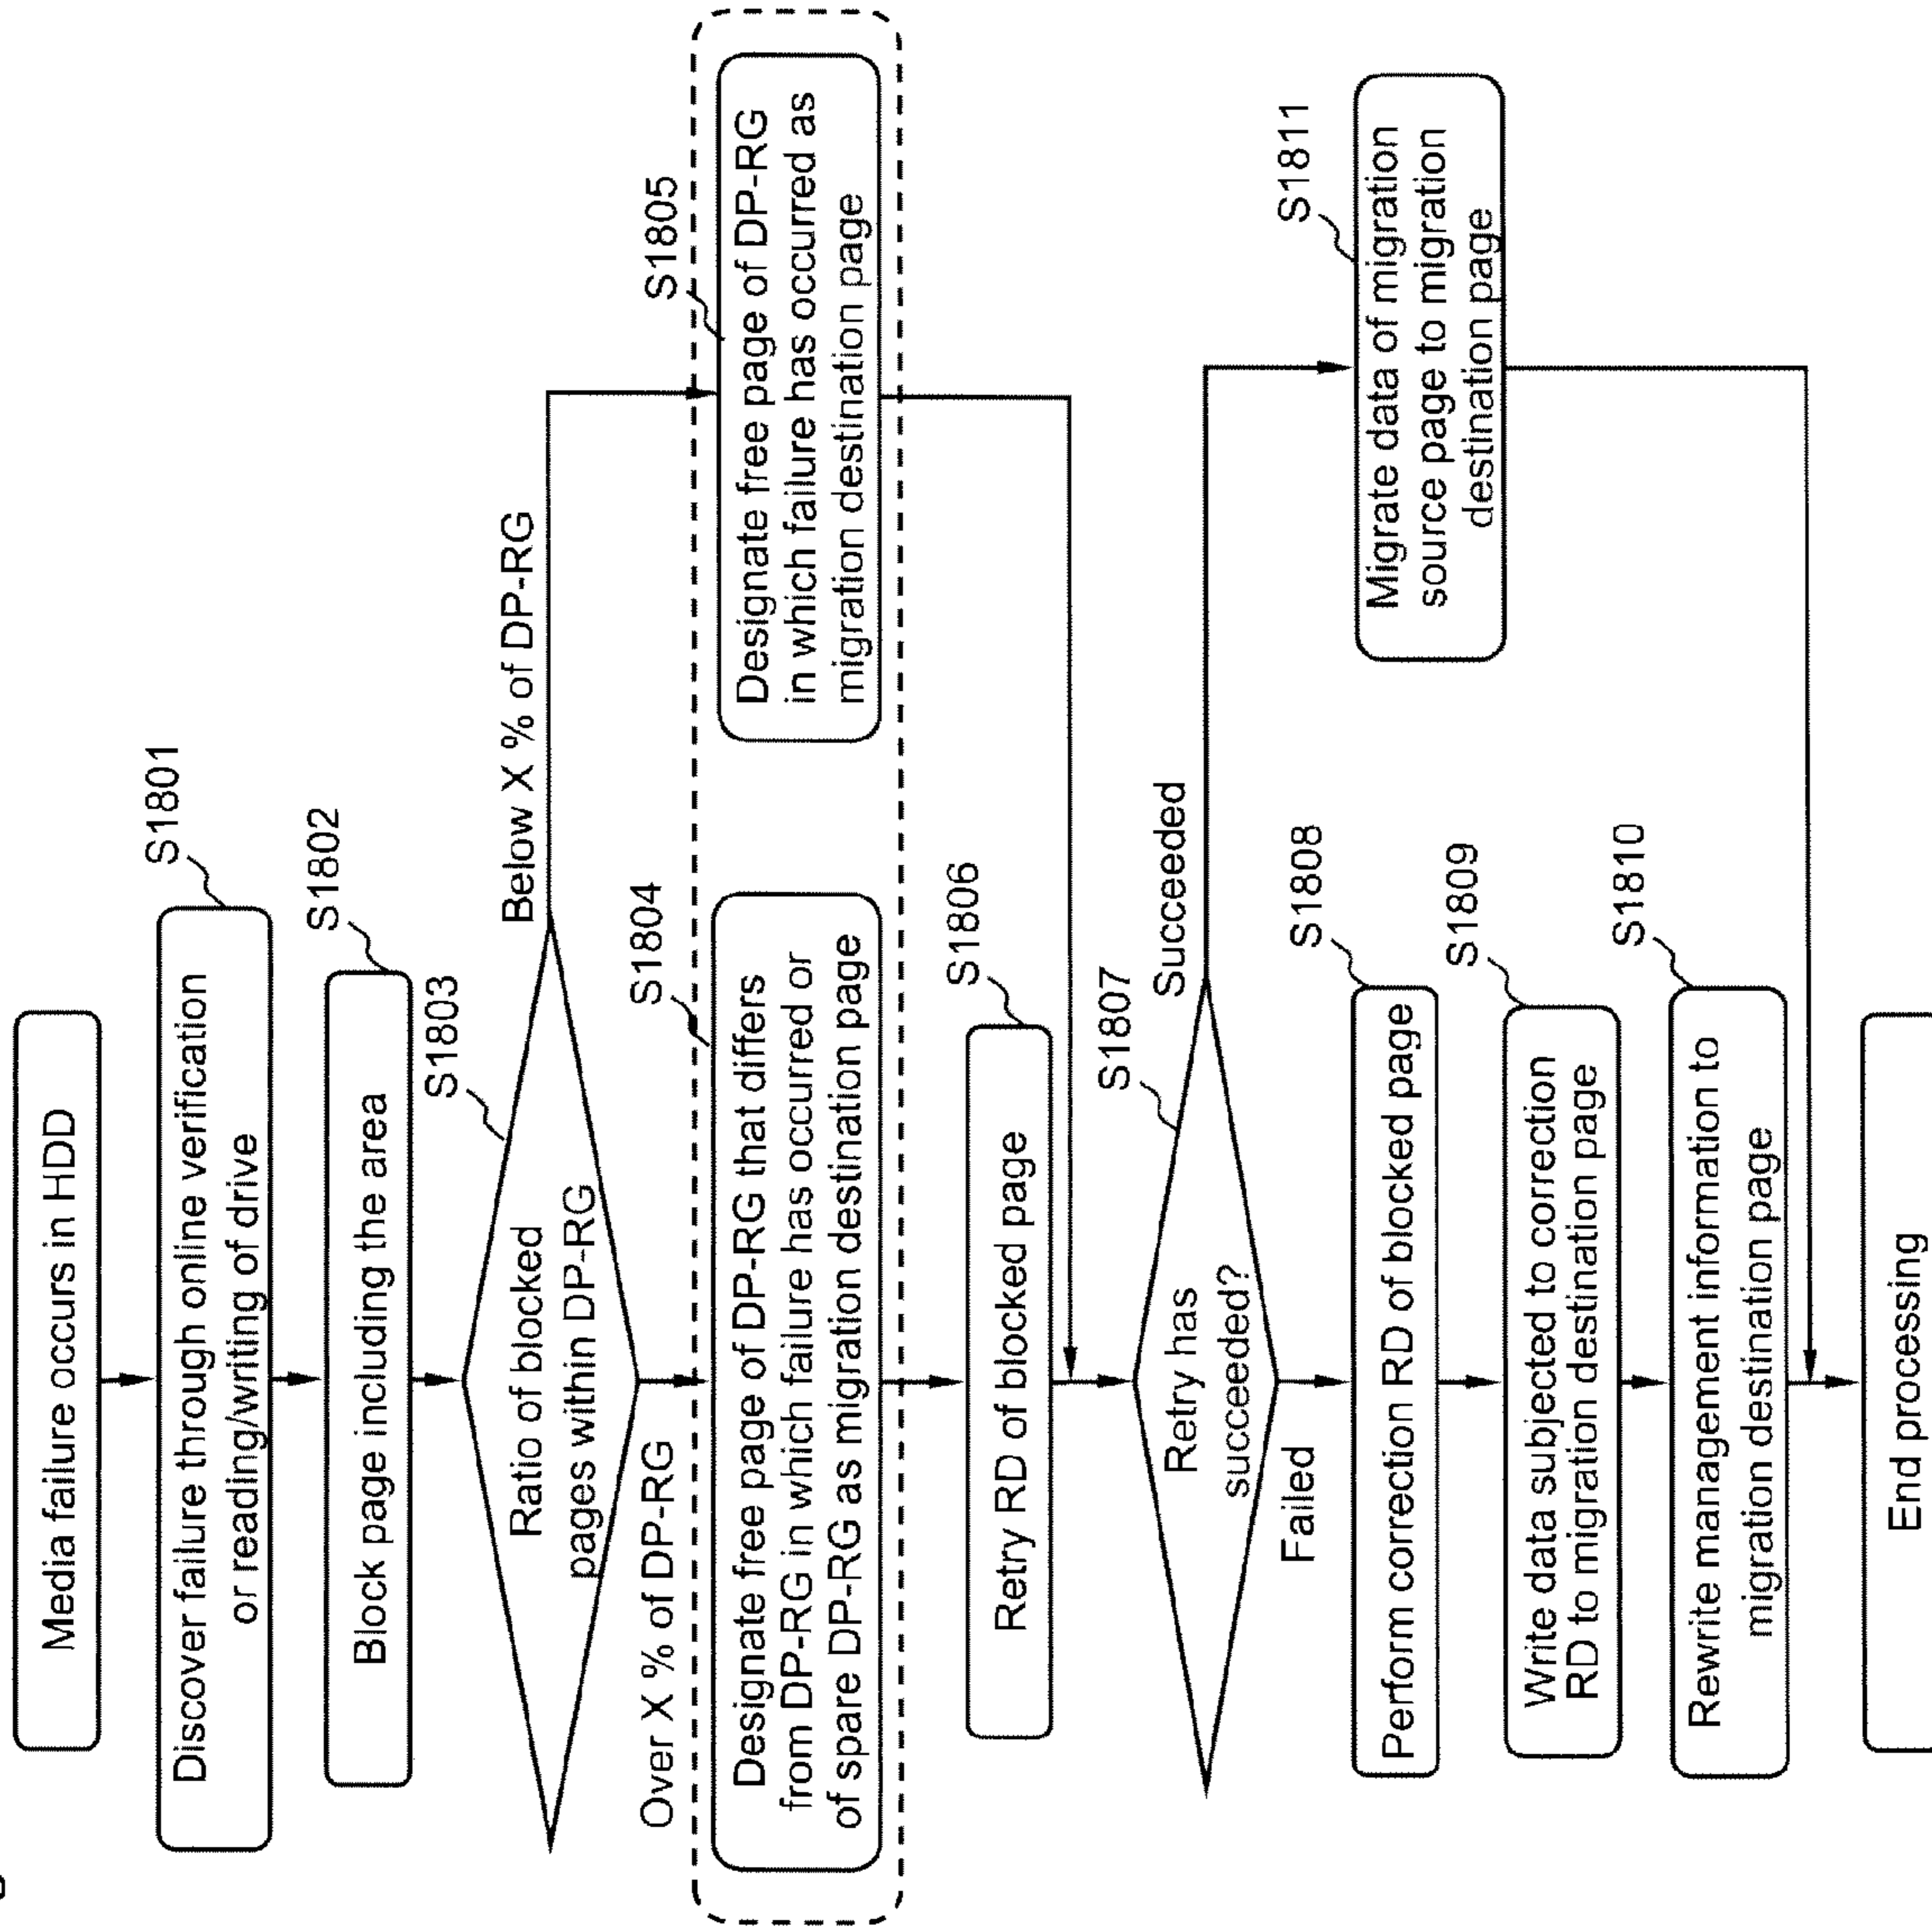 Media failure occurs in HDD
S1801
Discover failure through online verification
or reading/writing of drive
S1802
Block page including the area
S1803
Ratio of blocked
pages within DP-RG
Below X % of DP-RG
Over X % of DP-RG
S1804
Designate free page of DP-RG that differs
from DP-RG in which failure has occurred or
of spare DP-RG as migration destination page
S1805
Designate free page of DP-RG
in which failure has occurred as
migration destination page
S1806
Retry RD of blocked page
S1807
Retry has
succeeded?
Succeeded
Failed
S1808
Perform correction RD of blocked page
S1809
Write data subjected to correction
RD to migration destination page
S1810
Rewrite management information to
migration destination page
S1811
Migrate data of migration
source page to migration
destination page
End processing